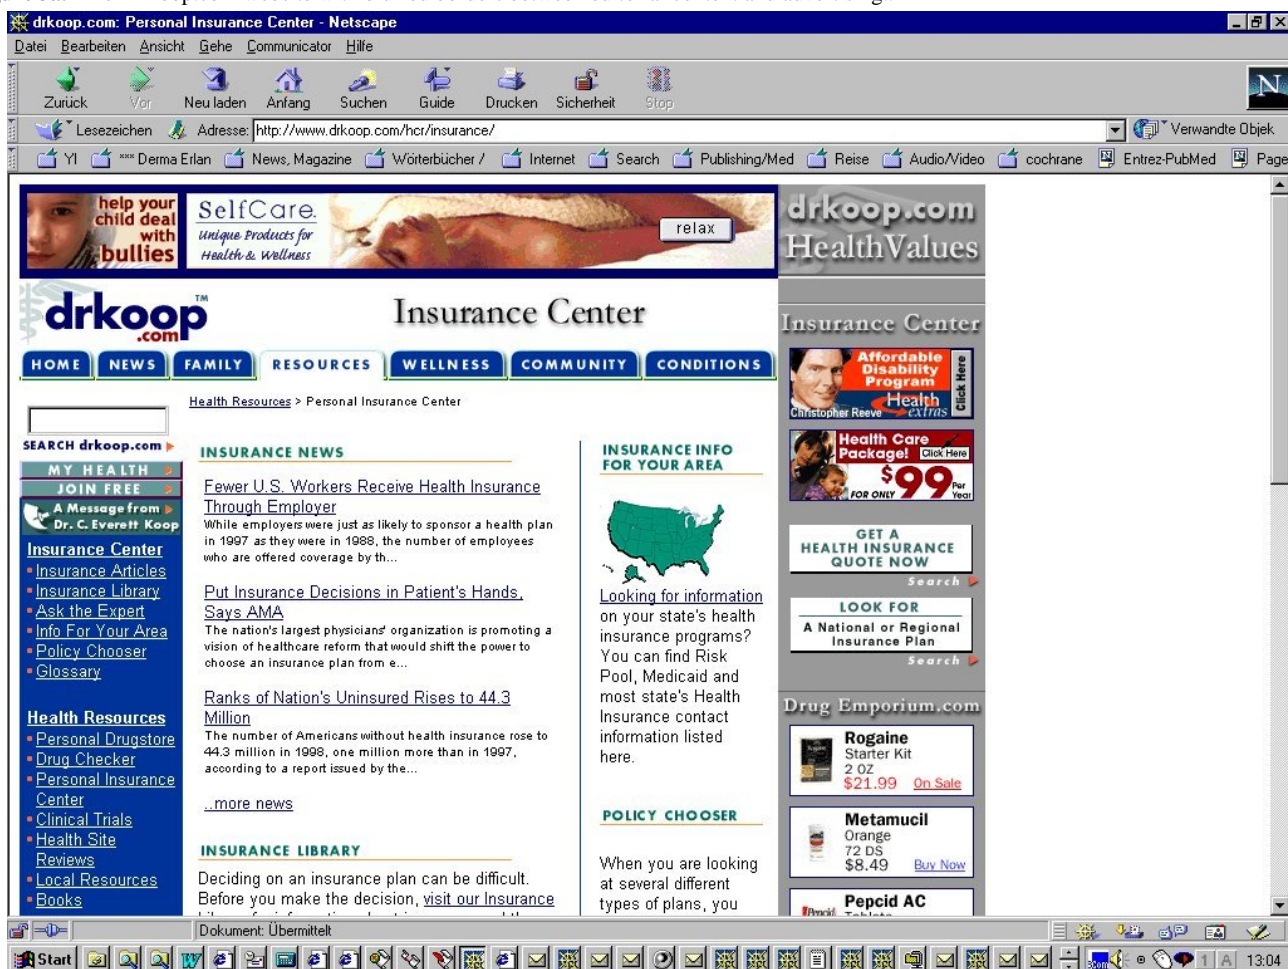 drkoop.com: Personal Insurance Center - Netscape
Datei Bearbeiten Ansicht Gehe Communicator Hilfe
Zurück Vor Neu laden Anfang Suchen Guide Drucken Sicherheit Stop
Lesezeichen Adresse: http://www.drkoop.com/hcr/insurance/ Verwandte Objek
YI *** Derma Erlan News, Magazine Wörterbücher / Internet Search Publishing/Med Reise Audio/Video cochrane Entrez-PubMed Page
help your
child deal
with
bullies
SelfCare.
Unique Products for
Health & Wellness
relax
drkoop.com
HealthValues
drkoop
.com
TM
Insurance Center
HOME NEWS FAMILY RESOURCES WELLNESS COMMUNITY CONDITIONS
SEARCH drkoop.com
MY HEALTH
JOIN FREE
A Message from
Dr. C. Everett Koop
Insurance Center
Insurance Articles
Insurance Library
Ask the Expert
Info For Your Area
Policy Chooser
Glossary
Health Resources
Personal Drugstore
Drug Checker
Personal Insurance
Center
Clinical Trials
Health Site
Reviews
Local Resources
Books
Health Resources > Personal Insurance Center
INSURANCE NEWS
Fewer U.S. Workers Receive Health Insurance
Through Employer
While employers were just as likely to sponsor a health plan
in 1997 as they were in 1988, the number of employees
who are offered coverage by th...
Put Insurance Decisions in Patient's Hands,
Says AMA
The nation's largest physicians' organization is promoting a
vision of healthcare reform that would shift the power to
choose an insurance plan from e...
Ranks of Nation's Uninsured Rises to 44.3
Million
The number of Americans without health insurance rose to
44.3 million in 1998, one million more than in 1997,
according to a report issued by the...
..more news
INSURANCE LIBRARY
Deciding on an insurance plan can be difficult.
Before you make the decision, visit our Insurance
INSURANCE INFO
FOR YOUR AREA
Looking for information
on your state's health
insurance programs?
You can find Risk
Pool, Medicaid and
most state's Health
Insurance contact
information listed
here.
POLICY CHOOSER
When you are looking
at several different
types of plans, you
Insurance Center
Affordable
Disability
Program
Health
extras
Christopher Reeve
Click Here
Health Care
Package! Click Here
FOR ONLY $99 Per Year
GET A
HEALTH INSURANCE
QUOTE NOW
Search
LOOK FOR
A National or Regional
Insurance Plan
Search
Drug Emporium.com
Rogaine
Starter Kit
2 OZ
$21.99 On Sale
Metamucil
Orange
72 DS
$8.49 Buy Now
Pepcid AC
Dokument: Übermittelt
Start 13:04